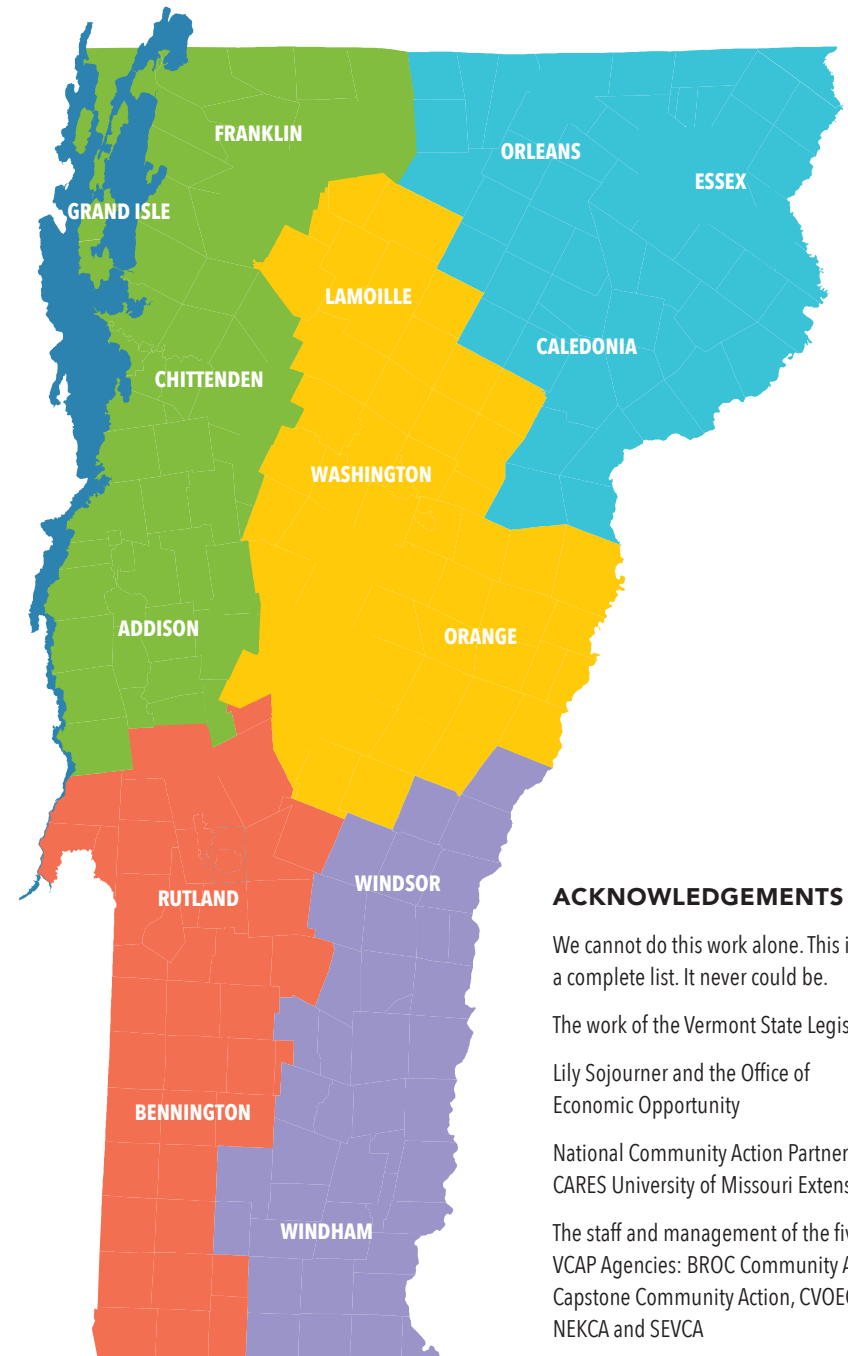 FRANKLIN
ORLEANS
ESSEX
GRAND ISLE
LAMOILLE
CALEDONIA
CHITTENDEN
WASHINGTON
ADDISON
ORANGE
RUTLAND
WINDSOR
BENNINGTON
WINDHAM
ACKNOWLEDGEMENTS
We cannot do this work alone. This i
a complete list. It never could be.
The work of the Vermont State Legis
Lily Sojourner and the Office of
Economic Opportunity
National Community Action Partner
CARES University of Missouri Extens
The staff and management of the fiv
VCAP Agencies: BROC Community A
Capstone Community Action, CVOEO
NEKCA and SEVCA